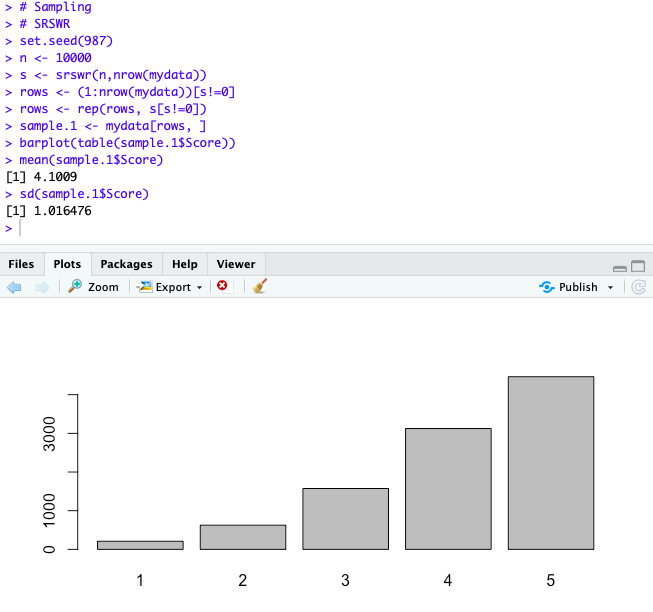 > # Sampling
> # SRSWR
> set.seed(987)
> n <- 10000
> s <- srswr(n,nrow(mydata))
> rows <- (1:nrow(mydata))[s!=0]
> rows <- rep(rows, s[s!=0])
> sample.1 <- mydata[rows, ]
> barplot(table(sample.1$Score))
> mean(sample.1$Score)
[1] 4.1009
> sd(sample.1$Score)
[1] 1.016476
>
Files Plots Packages Help Viewer
Zoom Export Publish
3000
1000
0
1 2 3 4 5